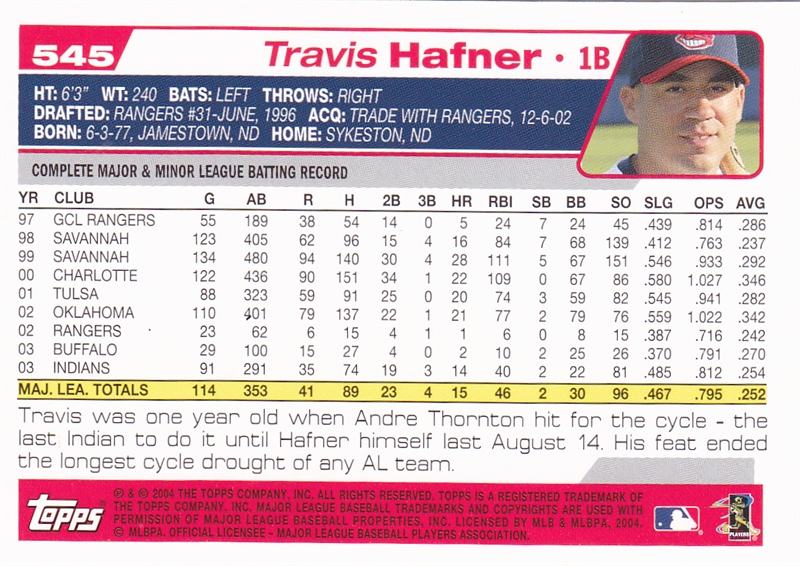 545
Travis Hafner • 1B
HT: 6'3" WT: 240 BATS: LEFT THROWS: RIGHT
DRAFTED: RANGERS #31-JUNE, 1996 ACQ: TRADE WITH RANGERS, 12-6-02
BORN: 6-3-77, JAMESTOWN, ND HOME: SYKESTON, ND
COMPLETE MAJOR & MINOR LEAGUE BATTING RECORD
YR CLUB G AB R H 2B 3B HR RBI SB BB SO SLG OPS AVG
97 GCL RANGERS 55 189 38 54 14 0 5 24 7 24 45 .439 .814 .286
98 SAVANNAH 123 405 62 96 15 4 16 84 7 68 139 .412 .763 .237
99 SAVANNAH 134 480 94 140 30 4 28 111 5 67 151 .546 .933 .292
00 CHARLOTTE 122 436 90 151 34 1 22 109 0 67 86 .580 1.027 .346
01 TULSA 88 323 59 91 25 0 20 74 3 59 82 .545 .941 .282
02 OKLAHOMA 110 401 79 137 22 1 21 77 2 79 76 .559 1.022 .342
02 RANGERS 23 62 6 15 4 1 1 6 0 8 15 .387 .716 .242
03 BUFFALO 29 100 15 27 4 0 2 10 2 25 26 .370 .791 .270
03 INDIANS 91 291 35 74 19 3 14 40 2 22 81 .485 .812 .254
MAJ. LEA. TOTALS 114 353 41 89 23 4 15 46 2 30 96 .467 .795 .252
Travis was one year old when Andre Thornton hit for the cycle - the
last Indian to do it until Hafner himself last August 14. His feat ended
the longest cycle drought of any AL team.
Topps
℗ & © 2004 THE TOPPS COMPANY, INC. ALL RIGHTS RESERVED. TOPPS IS A REGISTERED TRADEMARK OF
THE TOPPS COMPANY, INC. MAJOR LEAGUE BASEBALL TRADEMARKS AND COPYRIGHTS ARE USED WITH
PERMISSION OF MAJOR LEAGUE BASEBALL PROPERTIES, INC. LICENSED BY MLB & MLBPA, 2004.
© MLBPA. OFFICIAL LICENSEE - MAJOR LEAGUE BASEBALL PLAYERS ASSOCIATION.
PLAYERS